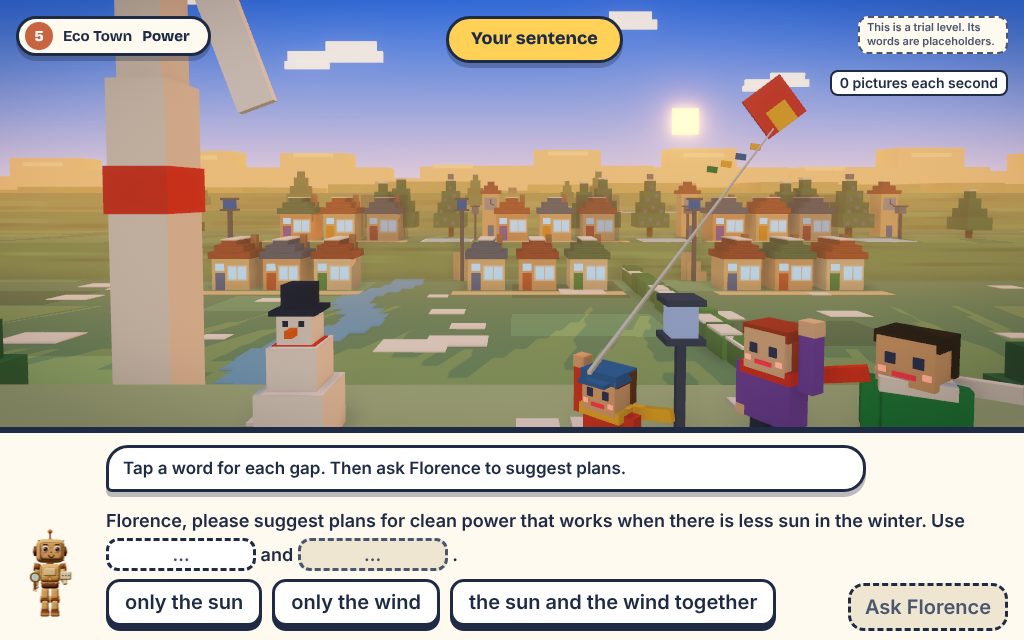 5 Eco Town Power
Your sentence
This is a trial level. Its
words are placeholders.
0 pictures each second
Tap a word for each gap. Then ask Florence to suggest plans.
Florence, please suggest plans for clean power that works when there is less sun in the winter. Use
... and ... .
only the sun
only the wind
the sun and the wind together
Ask Florence